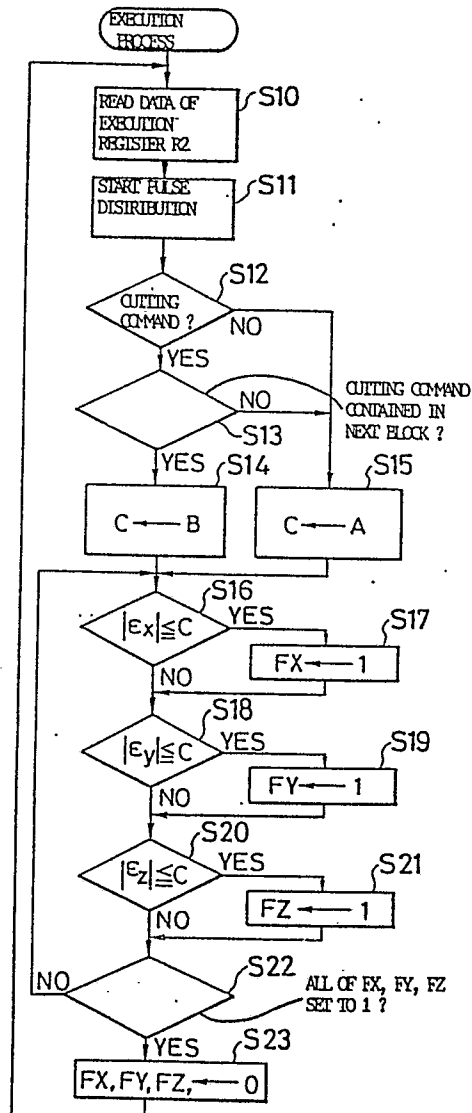 EXECUTION
PROCESS
READ DATA OF
EXECUTION
REGISTER R2
S10
START PULSE
DISTRIBUTION
S11
CUTTING
COMMAND ?
S12
NO
YES
S13
NO
CUTTING COMMAND
CONTAINED IN
NEXT BLOCK ?
YES
S14
C ← B
S15
C ← A
S16
|εx| ≦ C
YES
S17
FX ← 1
NO
S18
|εy| ≦ C
YES
S19
FY ← 1
NO
S20
|εz| ≦ C
YES
S21
FZ ← 1
NO
S22
NO
ALL OF FX, FY, FZ
SET TO 1 ?
YES
S23
FX, FY, FZ, ← 0